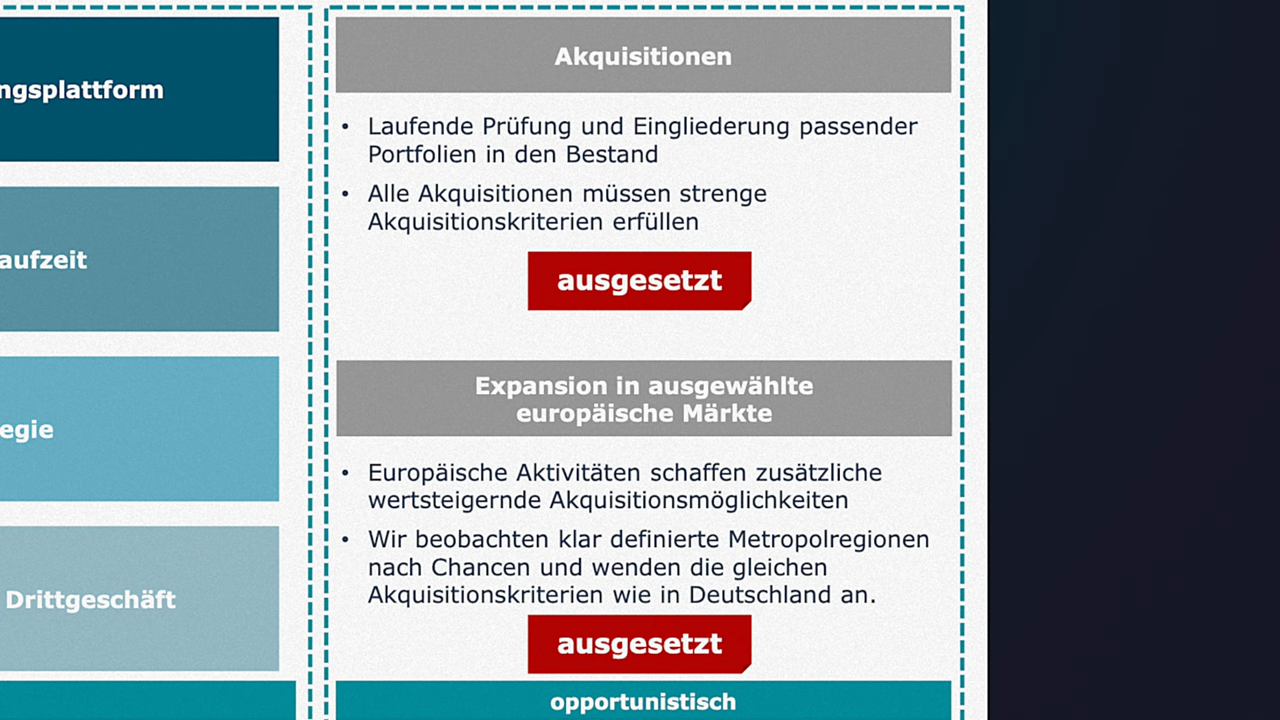 ngsplattform
aufzeit
egie
Drittgeschäft
Akquisitionen
• Laufende Prüfung und Eingliederung passender
Portfolien in den Bestand
• Alle Akquisitionen müssen strenge
Akquisitionskriterien erfüllen
ausgesetzt
Expansion in ausgewählte
europäische Märkte
• Europäische Aktivitäten schaffen zusätzliche
wertsteigernde Akquisitionsmöglichkeiten
• Wir beobachten klar definierte Metropolregionen
nach Chancen und wenden die gleichen
Akquisitionskriterien wie in Deutschland an.
ausgesetzt
opportunistisch